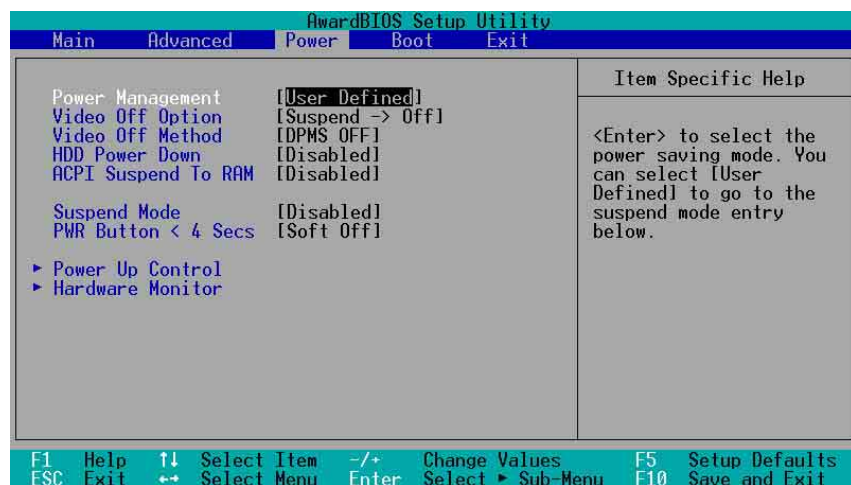 AwardBIOS Setup Utility
Main Advanced Power Boot Exit
Item Specific Help
Power Management [User Defined]
Video Off Option [Suspend -> Off]
Video Off Method [DPMS OFF]
HDD Power Down [Disabled]
ACPI Suspend To RAM [Disabled]
Suspend Mode [Disabled]
PWR Button < 4 Secs [Soft Off]
► Power Up Control
► Hardware Monitor
<Enter> to select the
power saving mode. You
can select [User
Defined] to go to the
suspend mode entry
below.
F1 Help ↑↓ Select Item -/+ Change Values F5 Setup Defaults
ESC Exit ←→ Select Menu Enter Select ► Sub-Menu F10 Save and Exit